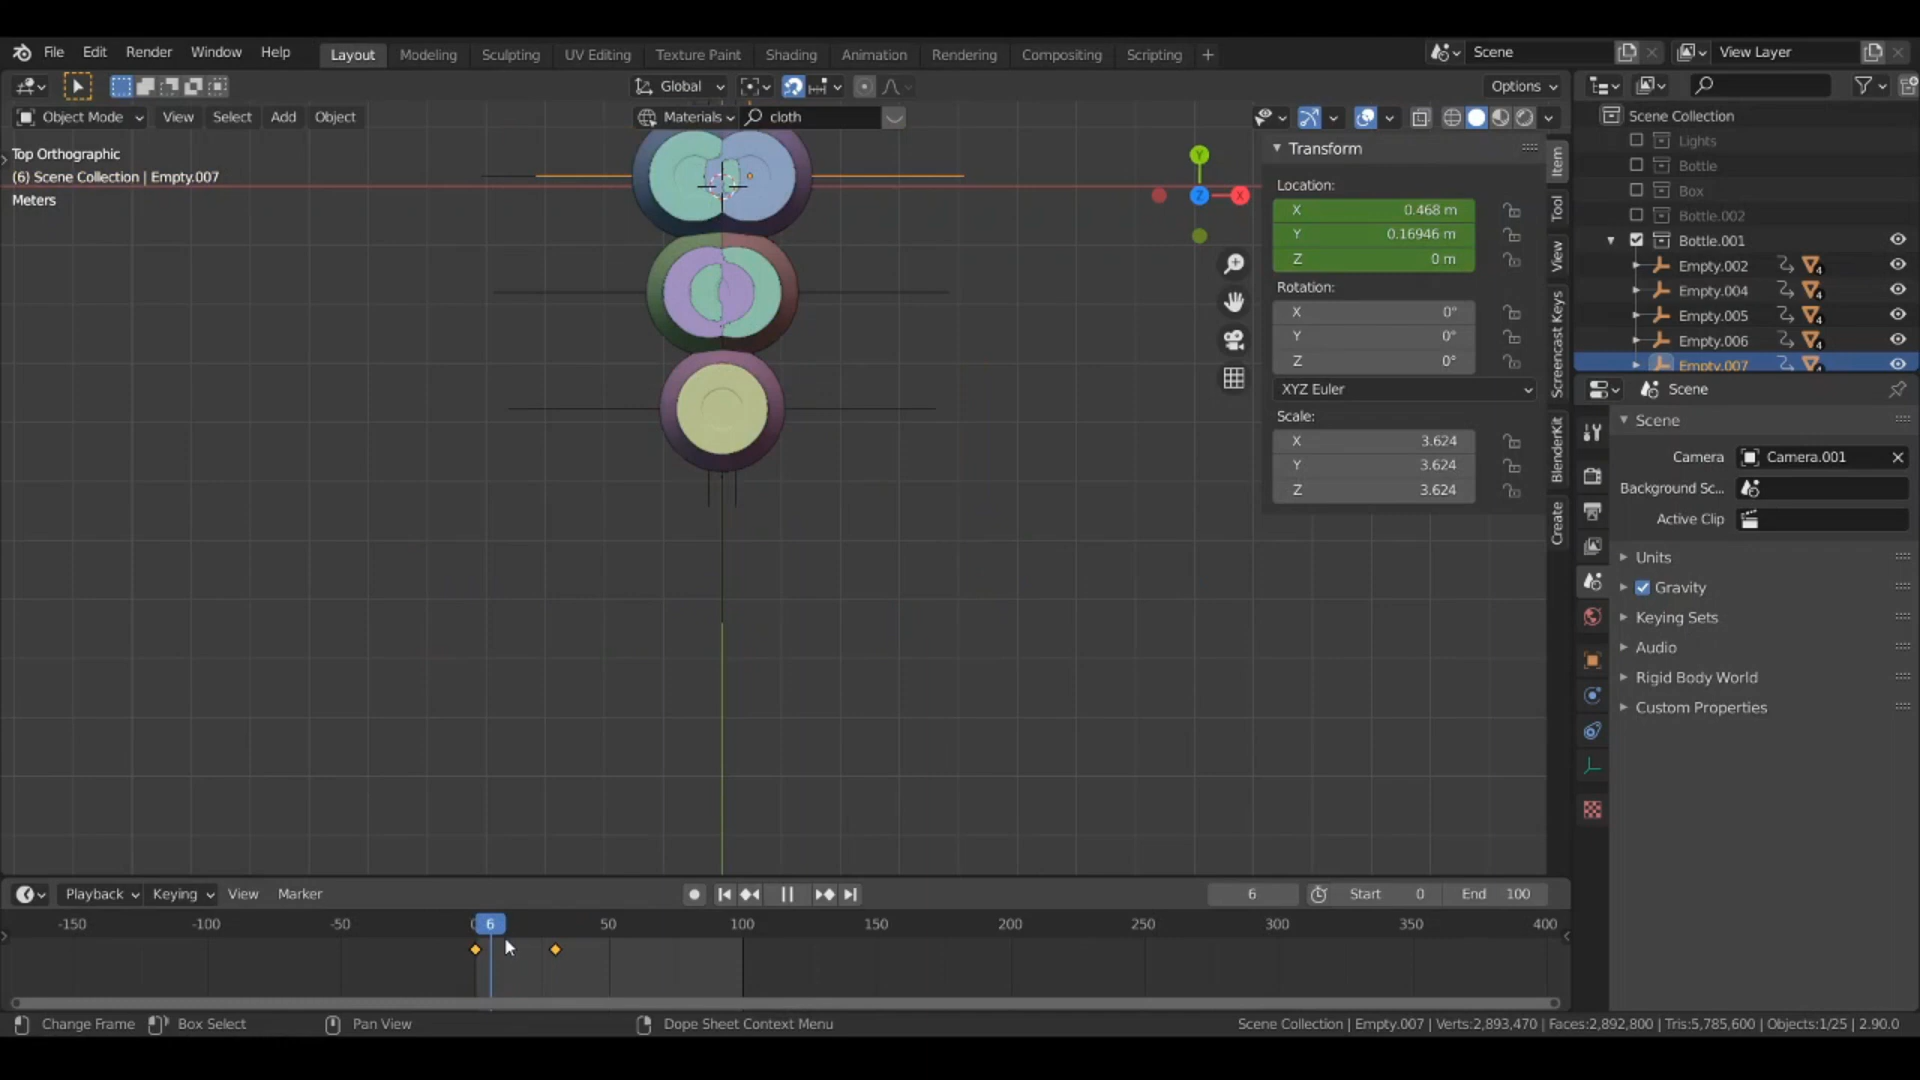 File Edit Render Window Help Layout Modeling Sculpting UV Editing Texture Paint Shading Animation Rendering Compositing Scripting + Scene View Layer
Global Options
Object Mode View Select Add Object Materials cloth
Top Orthographic
(6) Scene Collection | Empty.007
Meters
Y
Z
X
Transform
Location:
X 0.468 m
Y 0.16946 m
Z 0 m
Rotation:
X 0°
Y 0°
Z 0°
XYZ Euler
Scale:
X 3.624
Y 3.624
Z 3.624
Item
Tool
View
Screencast Keys
BlenderKit
Create
Scene Collection
Lights
Bottle
Box
Bottle.002
Bottle.001
Empty.002
Empty.004
Empty.005
Empty.006
Empty.007
Scene
Scene
Camera Camera.001
Background Sc...
Active Clip
Units
Gravity
Keying Sets
Audio
Rigid Body World
Custom Properties
Playback Keying View Marker 6 Start 0 End 100
-150 -100 -50 0 6 50 100 150 200 250 300 350 400
Change Frame Box Select Pan View Dope Sheet Context Menu Scene Collection | Empty.007 | Verts:2,893,470 | Faces:2,892,800 | Tris:5,785,600 | Objects:1/25 | 2.90.0